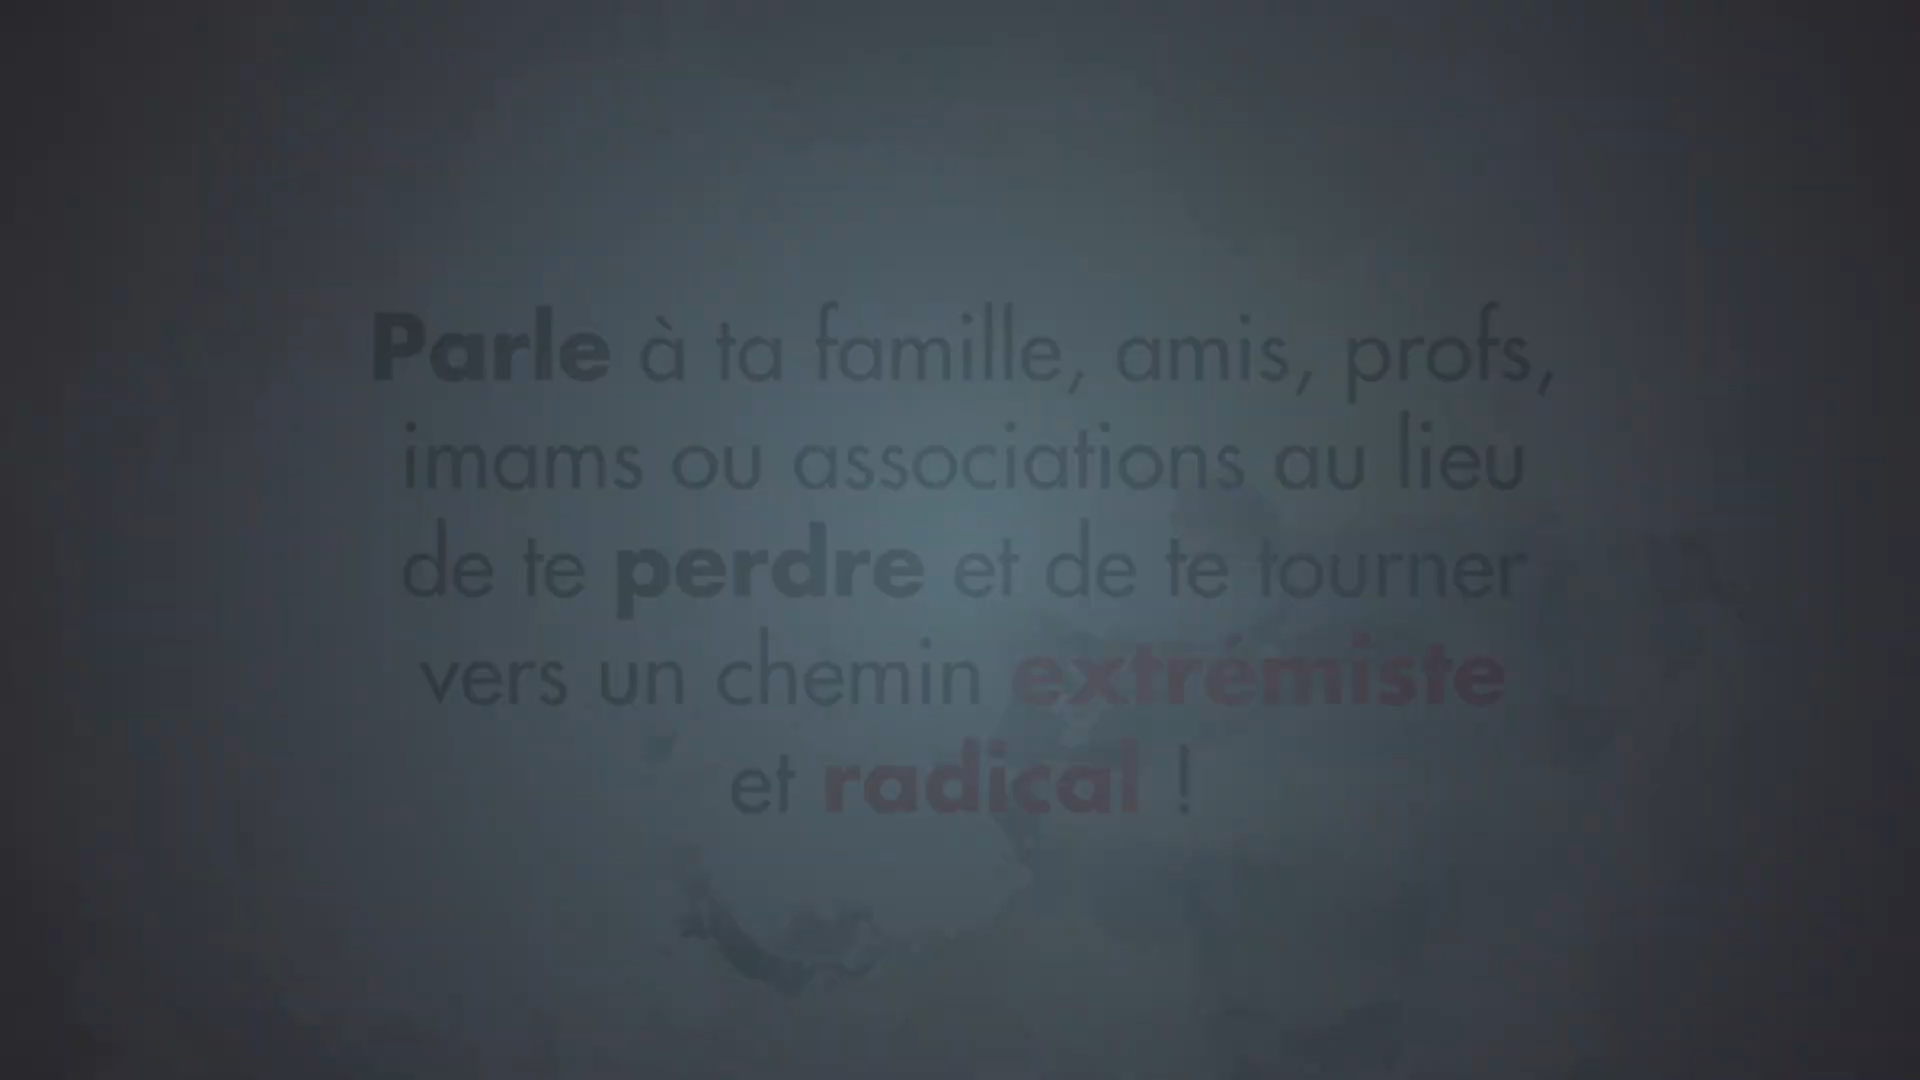 Parle à ta famille, amis, profs,
imams ou associations au lieu
de te perdre et de te tourner
vers un chemin extrémiste
et radical !